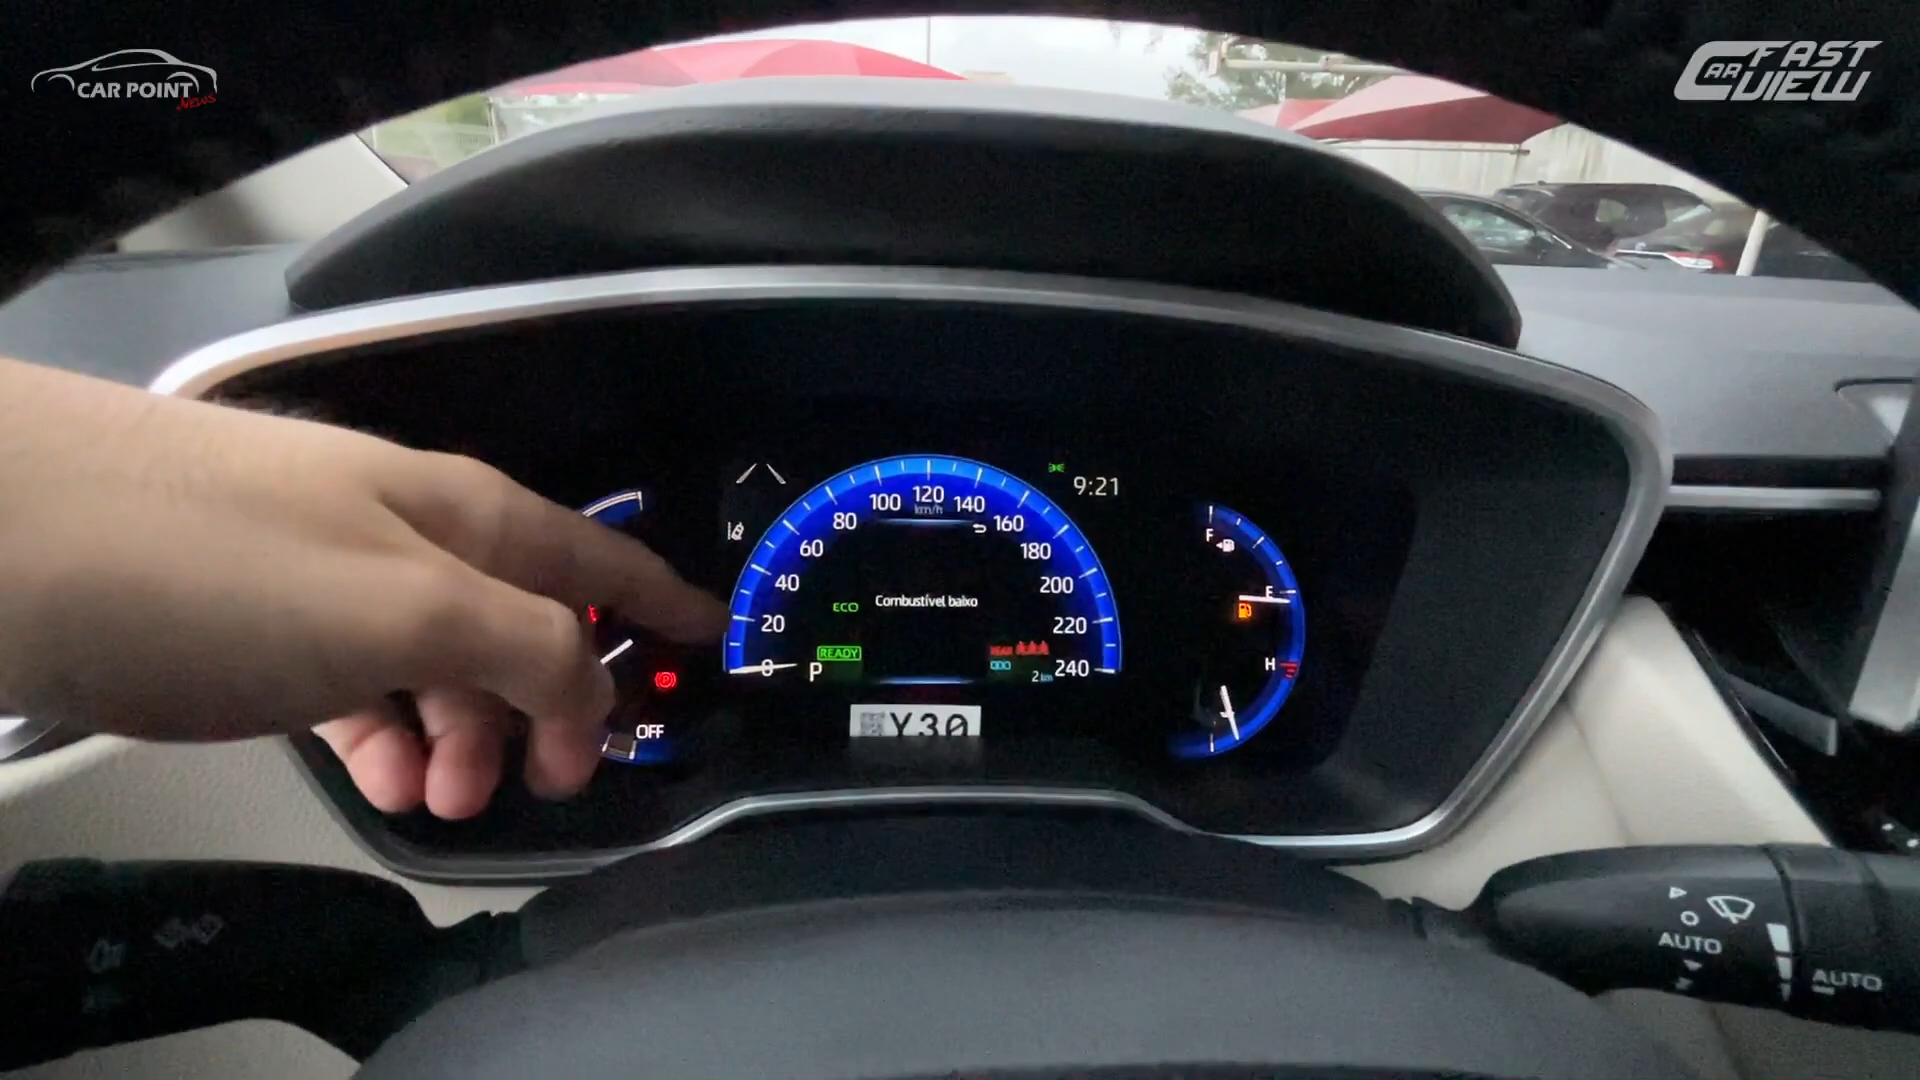 CAR POINT
News
CAR FAST
VIEW
9:21
100 120 140
km/h
80 160
60 180
40 200
20 220
0 240
Combustível baixo
ECO
READY
P
REAR
2 km
OFF
F
E
H
Y30
AUTO
AUTO